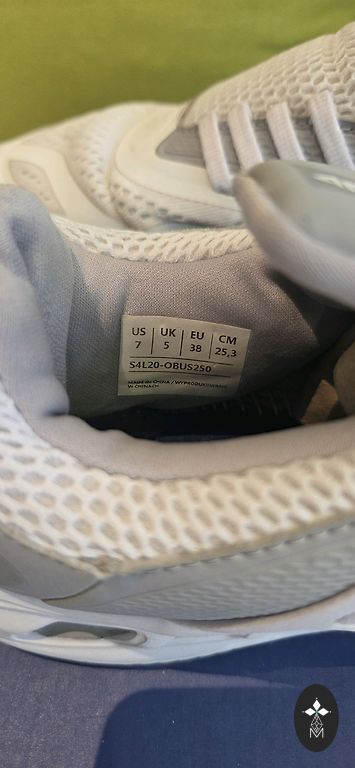 US UK EU CM
7 5 38 25,3
S4L20-OBUS250
MADE IN CHINA / WYPRODUKOWANO
W CHINACH
M